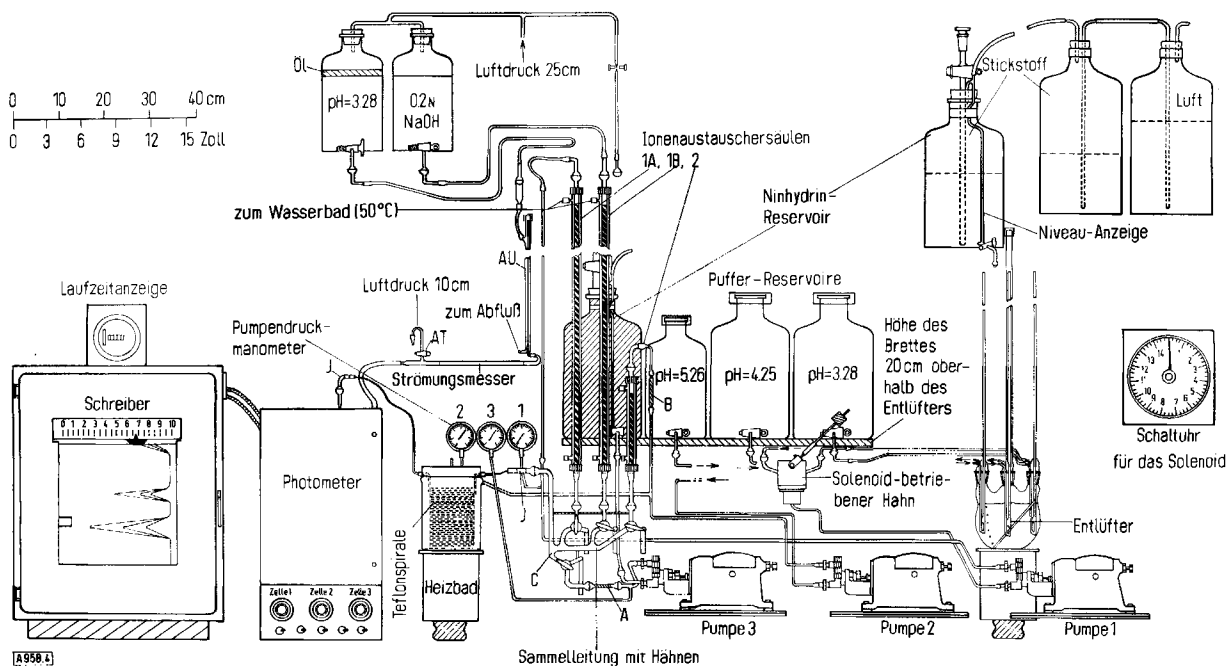 Öl
pH=3.28
0.2N
NaOH
Luftdruck 25cm
0 10 20 30 40 cm
0 3 6 9 12 15 Zoll
Stickstoff
Luft
Ionenaustauschersäulen
1A, 1B, 2
Ninhydrin-
Reservoir
Niveau-Anzeige
zum Wasserbad (50°C)
AU
Luftdruck 10cm
zum Abfluß
AT
Strömungsmesser
Puffer-Reservoire
pH=5.26
pH=4.25
pH=3.28
Höhe des
Brettes
20cm ober-
halb des
Entlüfters
Laufzeitanzeige
Pumpendruck-
manometer
J
2 3 1
J
B
Schreiber
0 1 2 3 4 5 6 7 8 9 10
Photometer
Zelle 1 Zelle 2 Zelle 3
Teflonspirale
Heizbad
C
A
Solenoid-betrie-
bener Hahn
Entlüfter
Schaltuhr
für das Solenoid
Pumpe 3
Pumpe 2
Pumpe 1
Sammelleitung mit Hähnen
A958.4